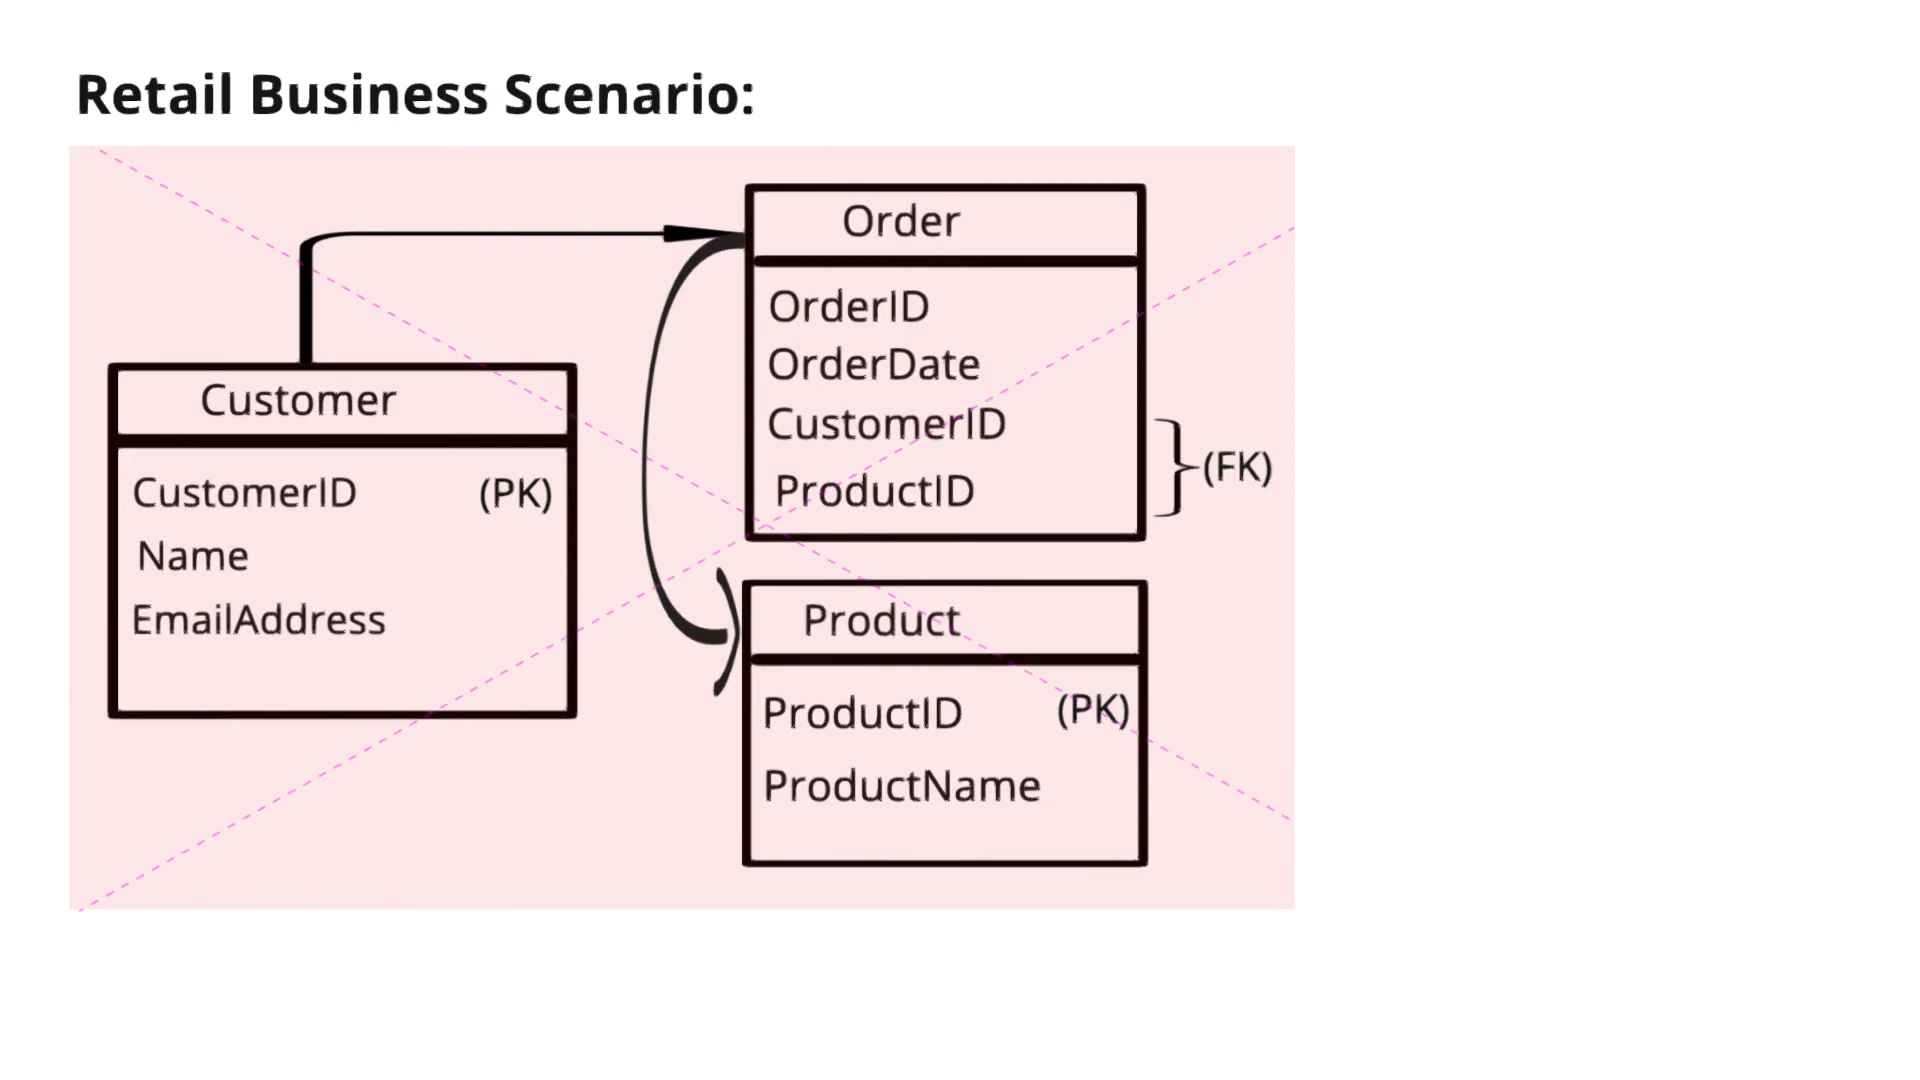 Retail Business Scenario:
Order
OrderID
OrderDate
CustomerID
ProductID
(FK)
Customer
CustomerID (PK)
Name
EmailAddress
Product
ProductID (PK)
ProductName